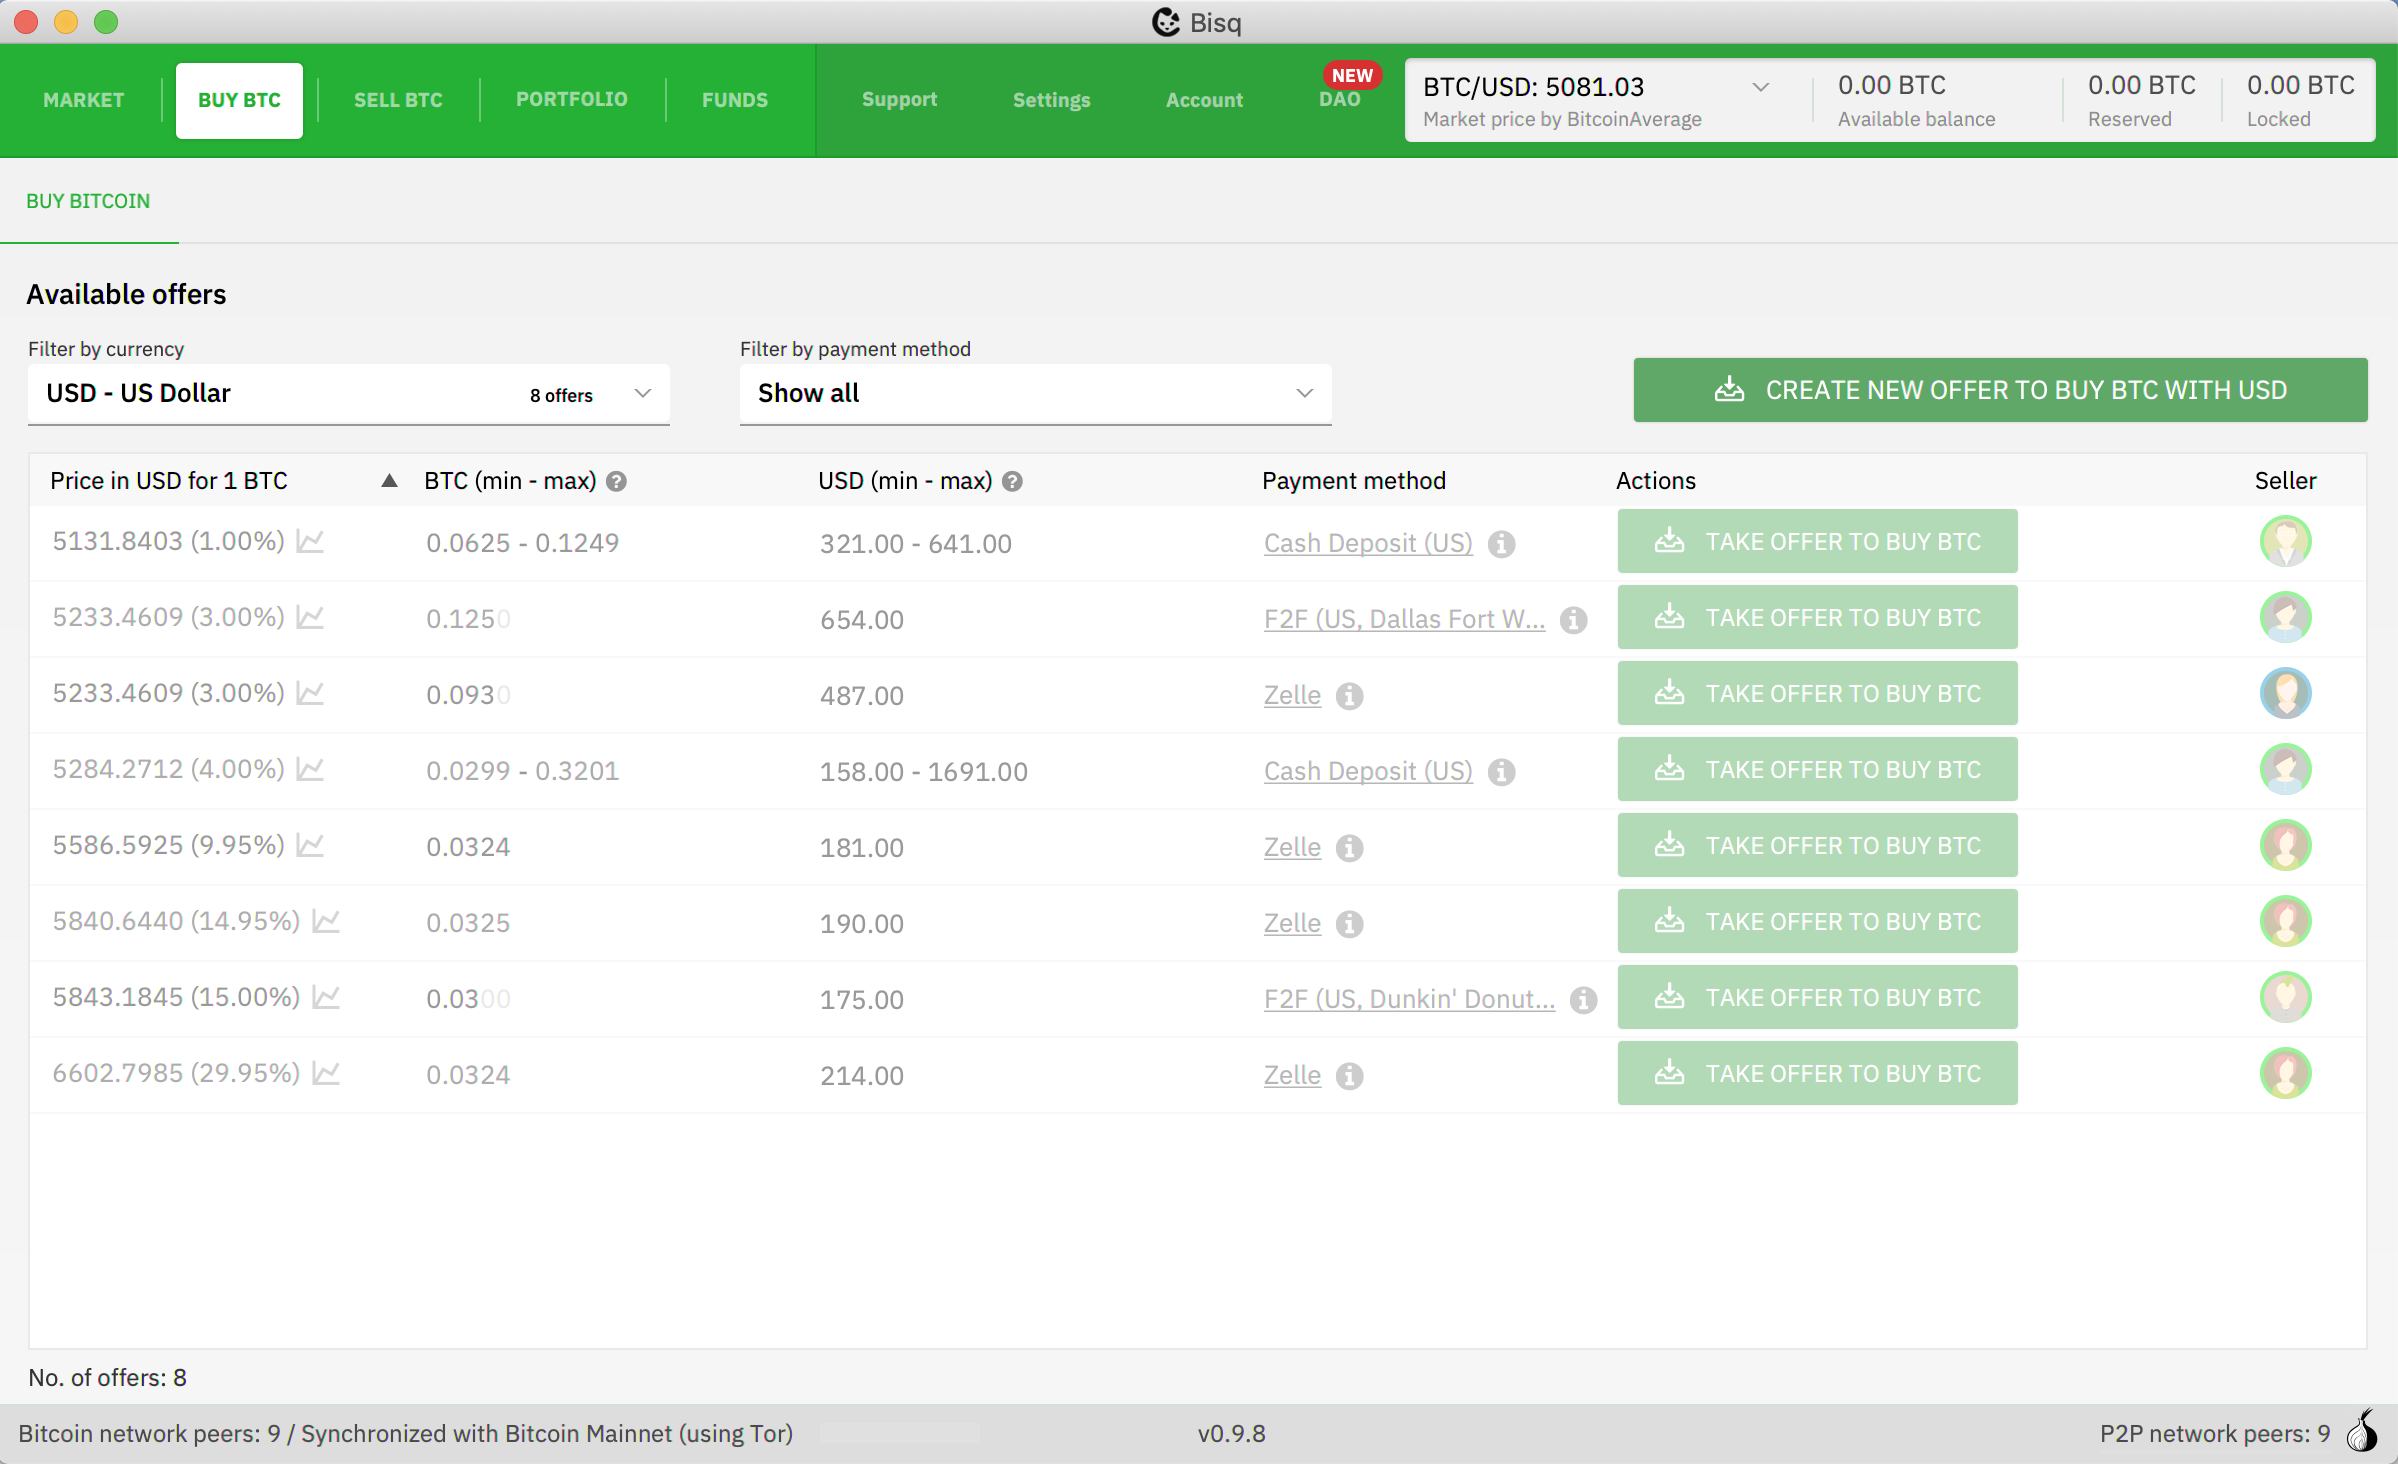 Bisq
MARKET
BUY BTC
SELL BTC
PORTFOLIO
FUNDS
Support
Settings
Account
NEW
DAO
BTC/USD: 5081.03
Market price by BitcoinAverage
0.00 BTC
Available balance
0.00 BTC
Reserved
0.00 BTC
Locked
BUY BITCOIN
Available offers
Filter by currency
Filter by payment method
USD - US Dollar 8 offers
Show all
CREATE NEW OFFER TO BUY BTC WITH USD
Price in USD for 1 BTC BTC (min - max) USD (min - max) Payment method Actions Seller
5131.8403 (1.00%) 0.0625 - 0.1249 321.00 - 641.00 Cash Deposit (US) TAKE OFFER TO BUY BTC
5233.4609 (3.00%) 0.1250 654.00 F2F (US, Dallas Fort W... TAKE OFFER TO BUY BTC
5233.4609 (3.00%) 0.0930 487.00 Zelle TAKE OFFER TO BUY BTC
5284.2712 (4.00%) 0.0299 - 0.3201 158.00 - 1691.00 Cash Deposit (US) TAKE OFFER TO BUY BTC
5586.5925 (9.95%) 0.0324 181.00 Zelle TAKE OFFER TO BUY BTC
5840.6440 (14.95%) 0.0325 190.00 Zelle TAKE OFFER TO BUY BTC
5843.1845 (15.00%) 0.0300 175.00 F2F (US, Dunkin' Donut... TAKE OFFER TO BUY BTC
6602.7985 (29.95%) 0.0324 214.00 Zelle TAKE OFFER TO BUY BTC
No. of offers: 8
Bitcoin network peers: 9 / Synchronized with Bitcoin Mainnet (using Tor)
v0.9.8
P2P network peers: 9